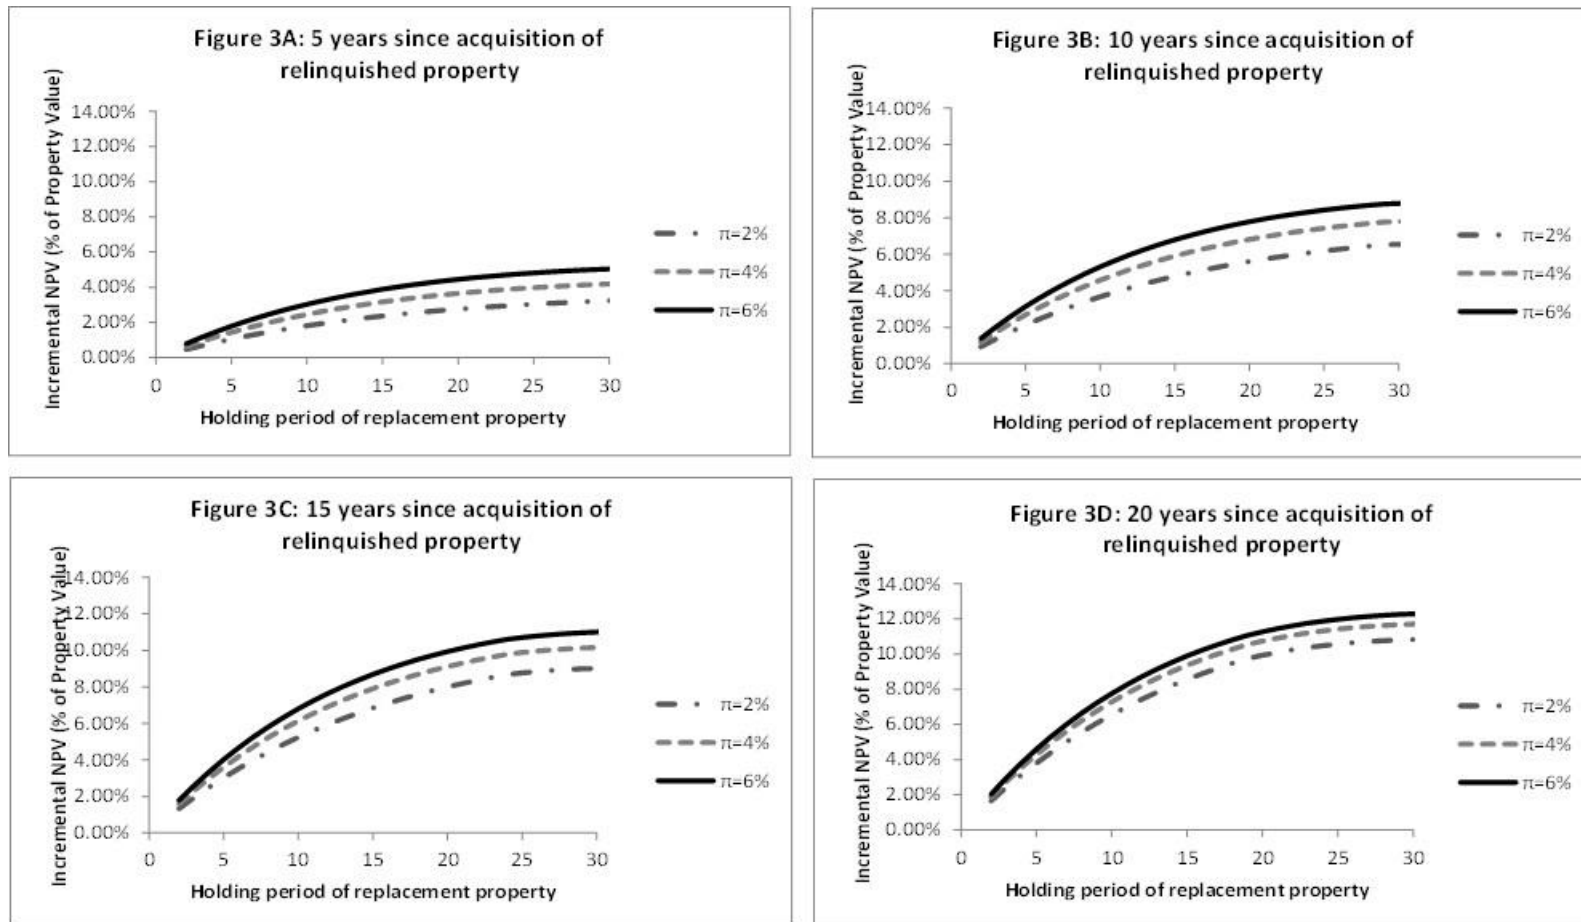 Figure 3A: 5 years since acquisition of
relinquished property
Incremental NPV (% of Property Value)
14.00%
12.00%
10.00%
8.00%
6.00%
4.00%
2.00%
0.00%
0 5 10 15 20 25 30
Holding period of replacement property
π=2%
π=4%
π=6%
Figure 3B: 10 years since acquisition of
relinquished property
Incremental NPV (% of Property Value)
14.00%
12.00%
10.00%
8.00%
6.00%
4.00%
2.00%
0.00%
0 5 10 15 20 25 30
Holding period of replacement property
π=2%
π=4%
π=6%
Figure 3C: 15 years since acquisition of
relinquished property
Incremental NPV (% of Property Value)
14.00%
12.00%
10.00%
8.00%
6.00%
4.00%
2.00%
0.00%
0 5 10 15 20 25 30
Holding period of replacement property
π=2%
π=4%
π=6%
Figure 3D: 20 years since acquisition of
relinquished property
Incremental NPV (% of Property Value)
14.00%
12.00%
10.00%
8.00%
6.00%
4.00%
2.00%
0.00%
0 5 10 15 20 25 30
Holding period of replacement property
π=2%
π=4%
π=6%